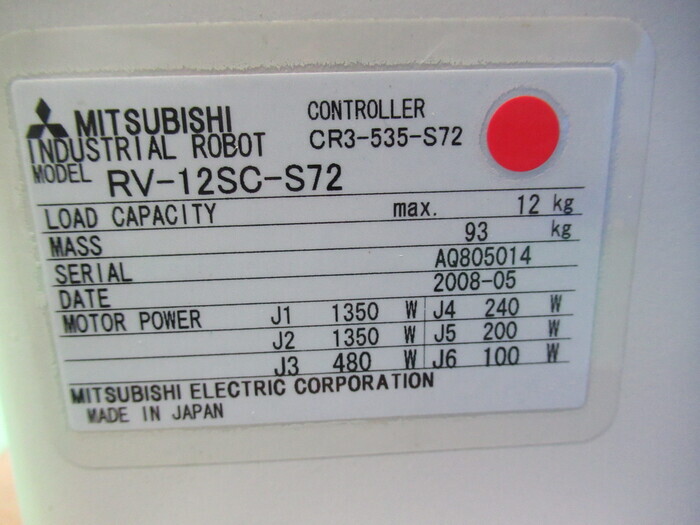 MITSUBISHI
INDUSTRIAL ROBOT
CONTROLLER
CR3-535-S72
MODEL RV-12SC-S72
LOAD CAPACITY max. 12 kg
MASS 93 kg
SERIAL AQ805014
DATE 2008-05
MOTOR POWER J1 1350 W J4 240 W
J2 1350 W J5 200 W
J3 480 W J6 100 W
MITSUBISHI ELECTRIC CORPORATION
MADE IN JAPAN